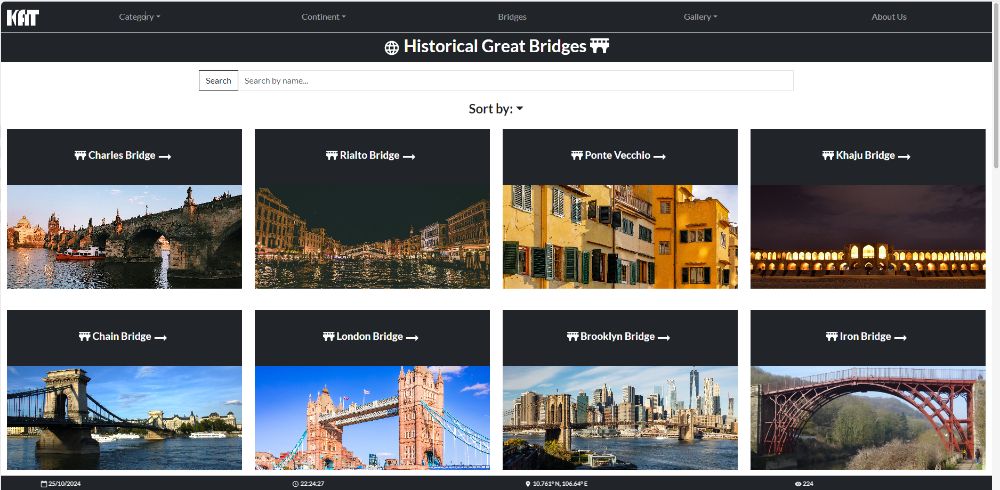 KAT
Category
Continent
Bridges
Gallery
About Us
Historical Great Bridges
Search
Search by name...
Sort by:
Charles Bridge
Rialto Bridge
Ponte Vecchio
Khaju Bridge
Chain Bridge
London Bridge
Brooklyn Bridge
Iron Bridge
25/10/2024
22:24:27
10.761° N, 106.64° E
224